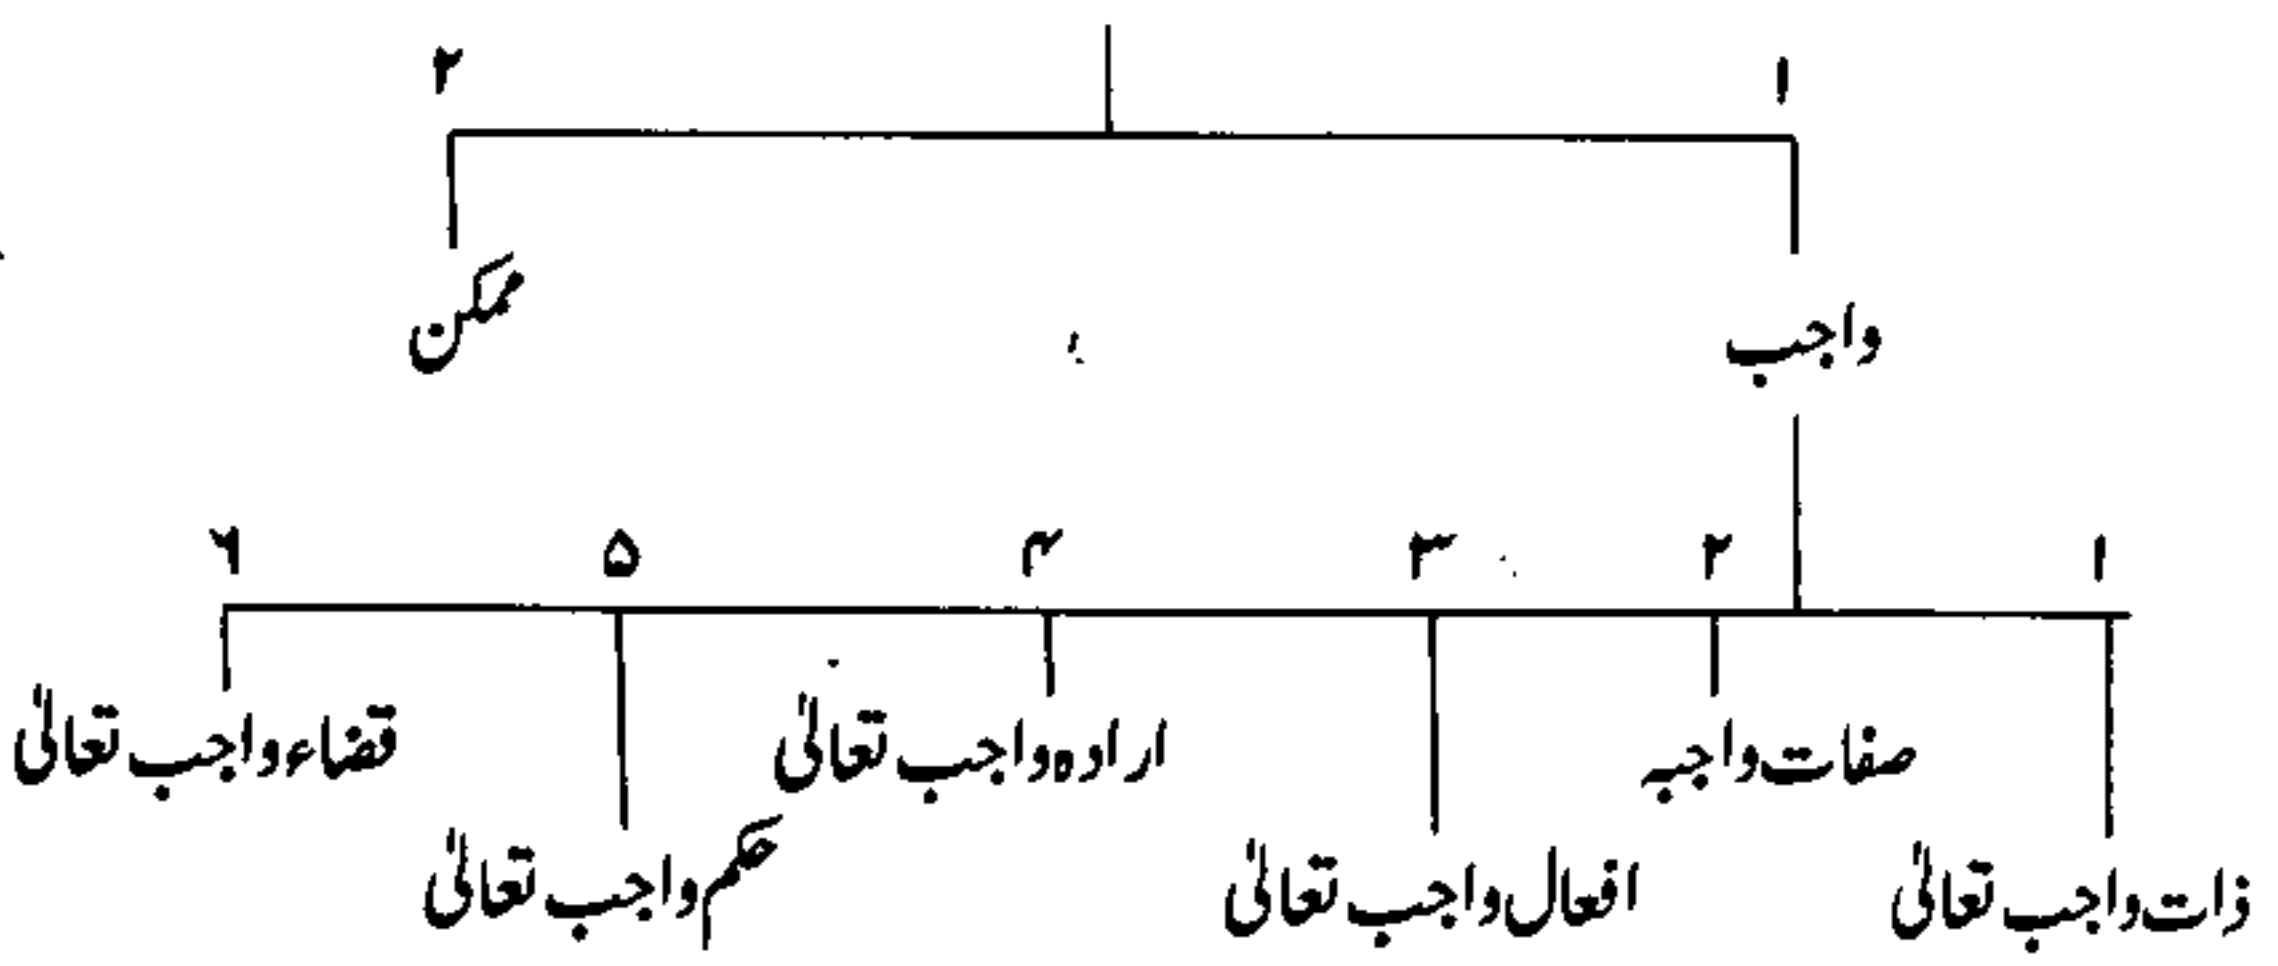 ۱ ۲
واجب ممکن
۱ ۲ ۳ ۴ ۵ ۶
صفات واجبہ ارادہ واجب تعالیٰ قضاء واجب تعالیٰ
ذات واجب تعالیٰ افعال واجب تعالیٰ حکم واجب تعالیٰ